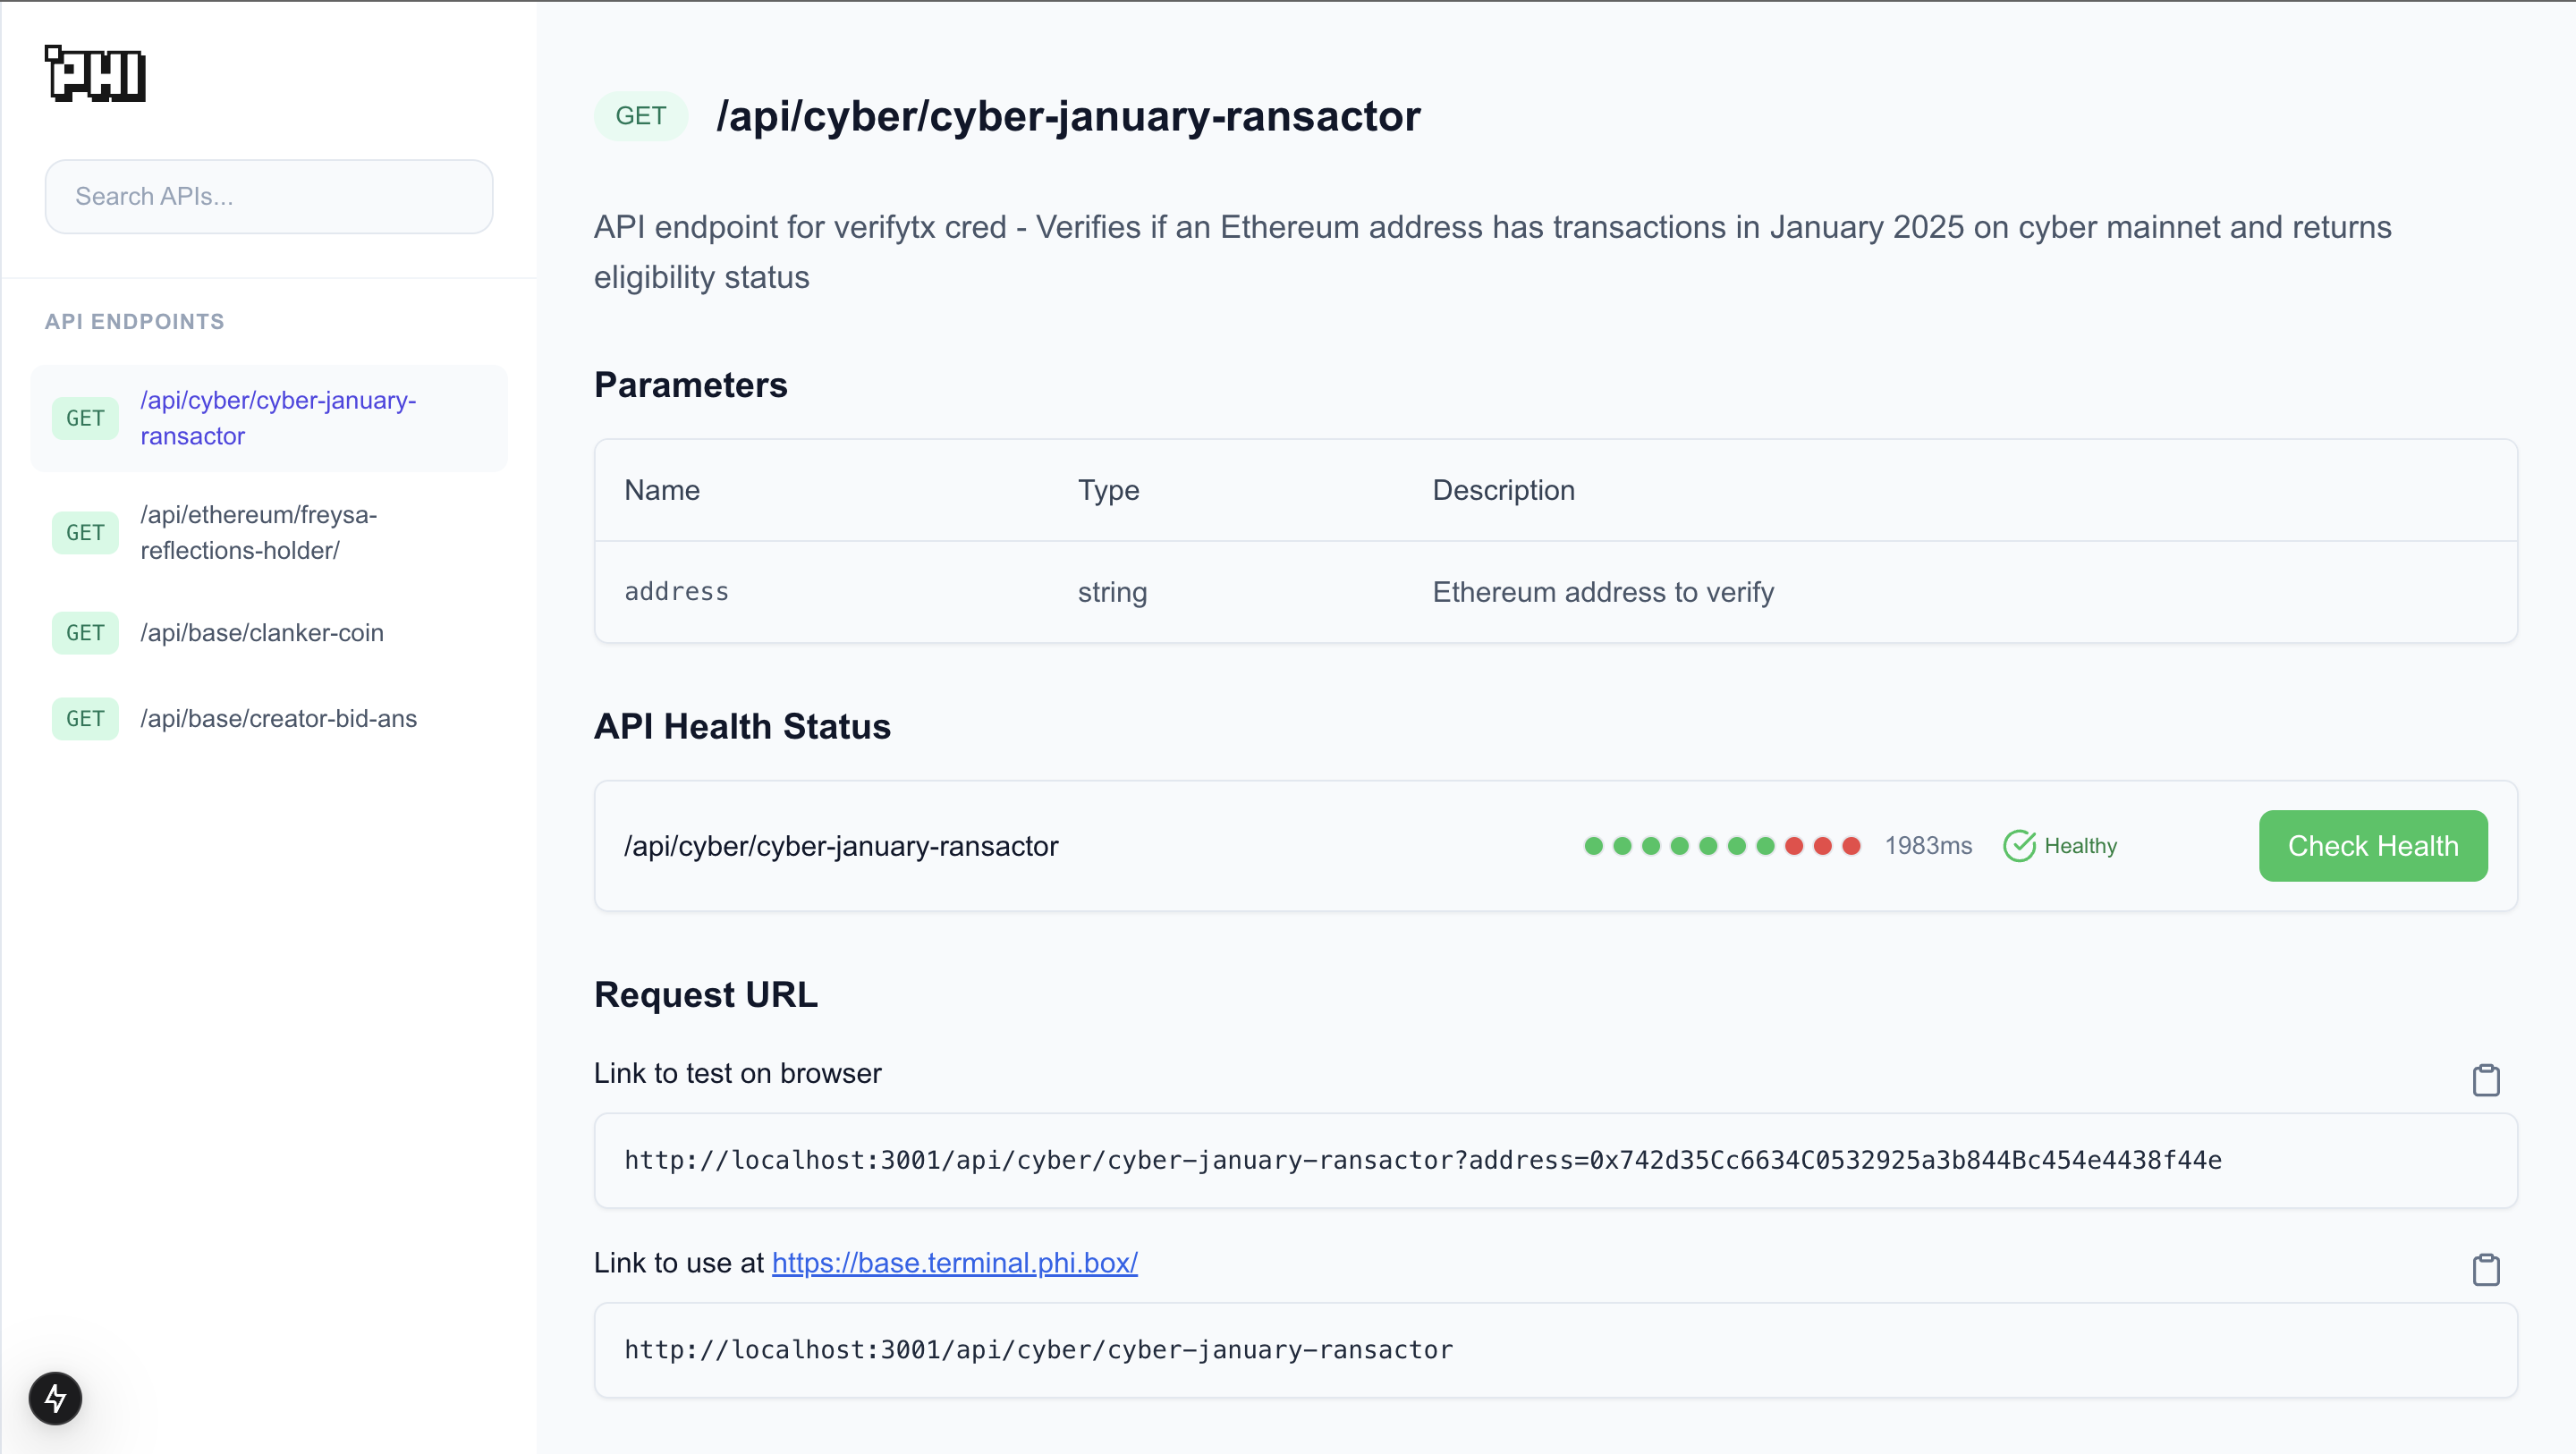 PHI
Search APIs...
API ENDPOINTS
GET
/api/cyber/cyber-january-
ransactor
GET
/api/ethereum/freysa-
reflections-holder/
GET
/api/base/clanker-coin
GET
/api/base/creator-bid-ans
GET
/api/cyber/cyber-january-ransactor
API endpoint for verifytx cred - Verifies if an Ethereum address has transactions in January 2025 on cyber mainnet and returns
eligibility status
Parameters
Name Type Description
address string Ethereum address to verify
API Health Status
/api/cyber/cyber-january-ransactor 1983ms Healthy Check Health
Request URL
Link to test on browser
http://localhost:3001/api/cyber/cyber-january-ransactor?address=0x742d35Cc6634C0532925a3b844Bc454e4438f44e
Link to use at https://base.terminal.phi.box/
http://localhost:3001/api/cyber/cyber-january-ransactor